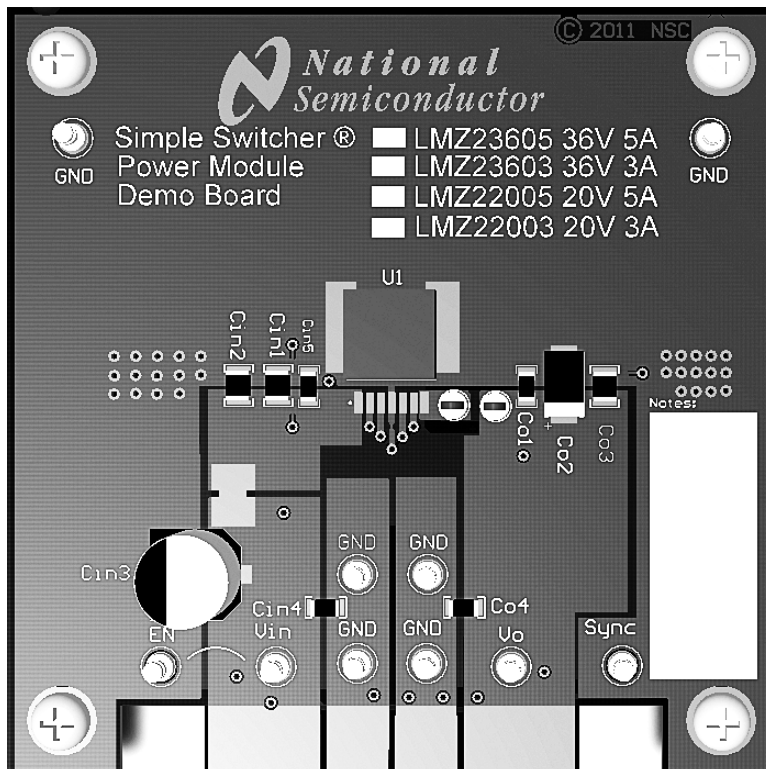 © 2011 NSC
National
Semiconductor
Simple Switcher ®
Power Module
Demo Board
LMZ23605 36V 5A
LMZ23603 36V 3A
LMZ22005 20V 5A
LMZ22003 20V 3A
GND
GND
U1
Cin2
Cin1
Cin5
Notes:
Co1
Co2
Co3
+
GND
GND
Cin3
Cin4
Co4
EN
Vin
GND
GND
Vo
Sync